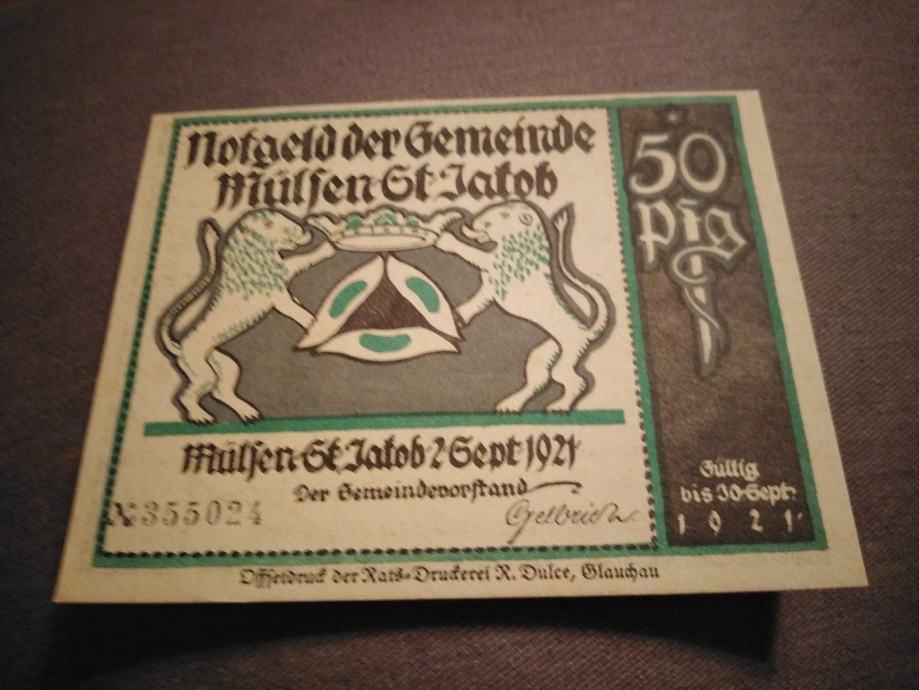 Notgeld der Gemeinde
Mülsen-St. Jakob
50
Pfg
Mülsen-St. Jakob 2 Sept 1921
Der Gemeindevorstand
№ 355024
Gültig
bis 30. Sept.
1921
Offsetdruck der Rats-Druckerei R. Dulce, Glauchau